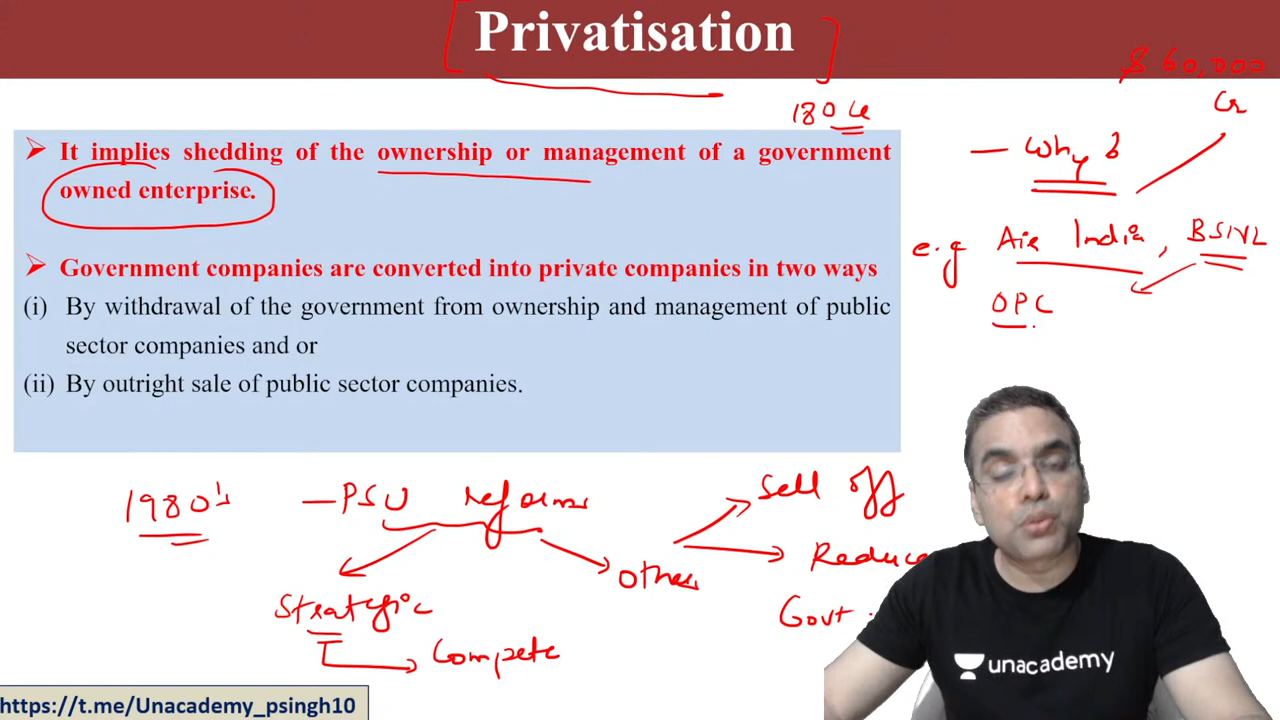 Privatisation
$ 60,000
Cr
180 Cr
➤ It implies shedding of the ownership or management of a government
owned enterprise.
— Why ?
e.g Air India, BSNL
OPC
➤ Government companies are converted into private companies in two ways
(i) By withdrawal of the government from ownership and management of public
sector companies and or
(ii) By outright sale of public sector companies.
1980's — PSU reforms
Sell off
Reduce
Others
Strategic
Govt
Compete
unacademy
https://t.me/Unacademy_psingh10